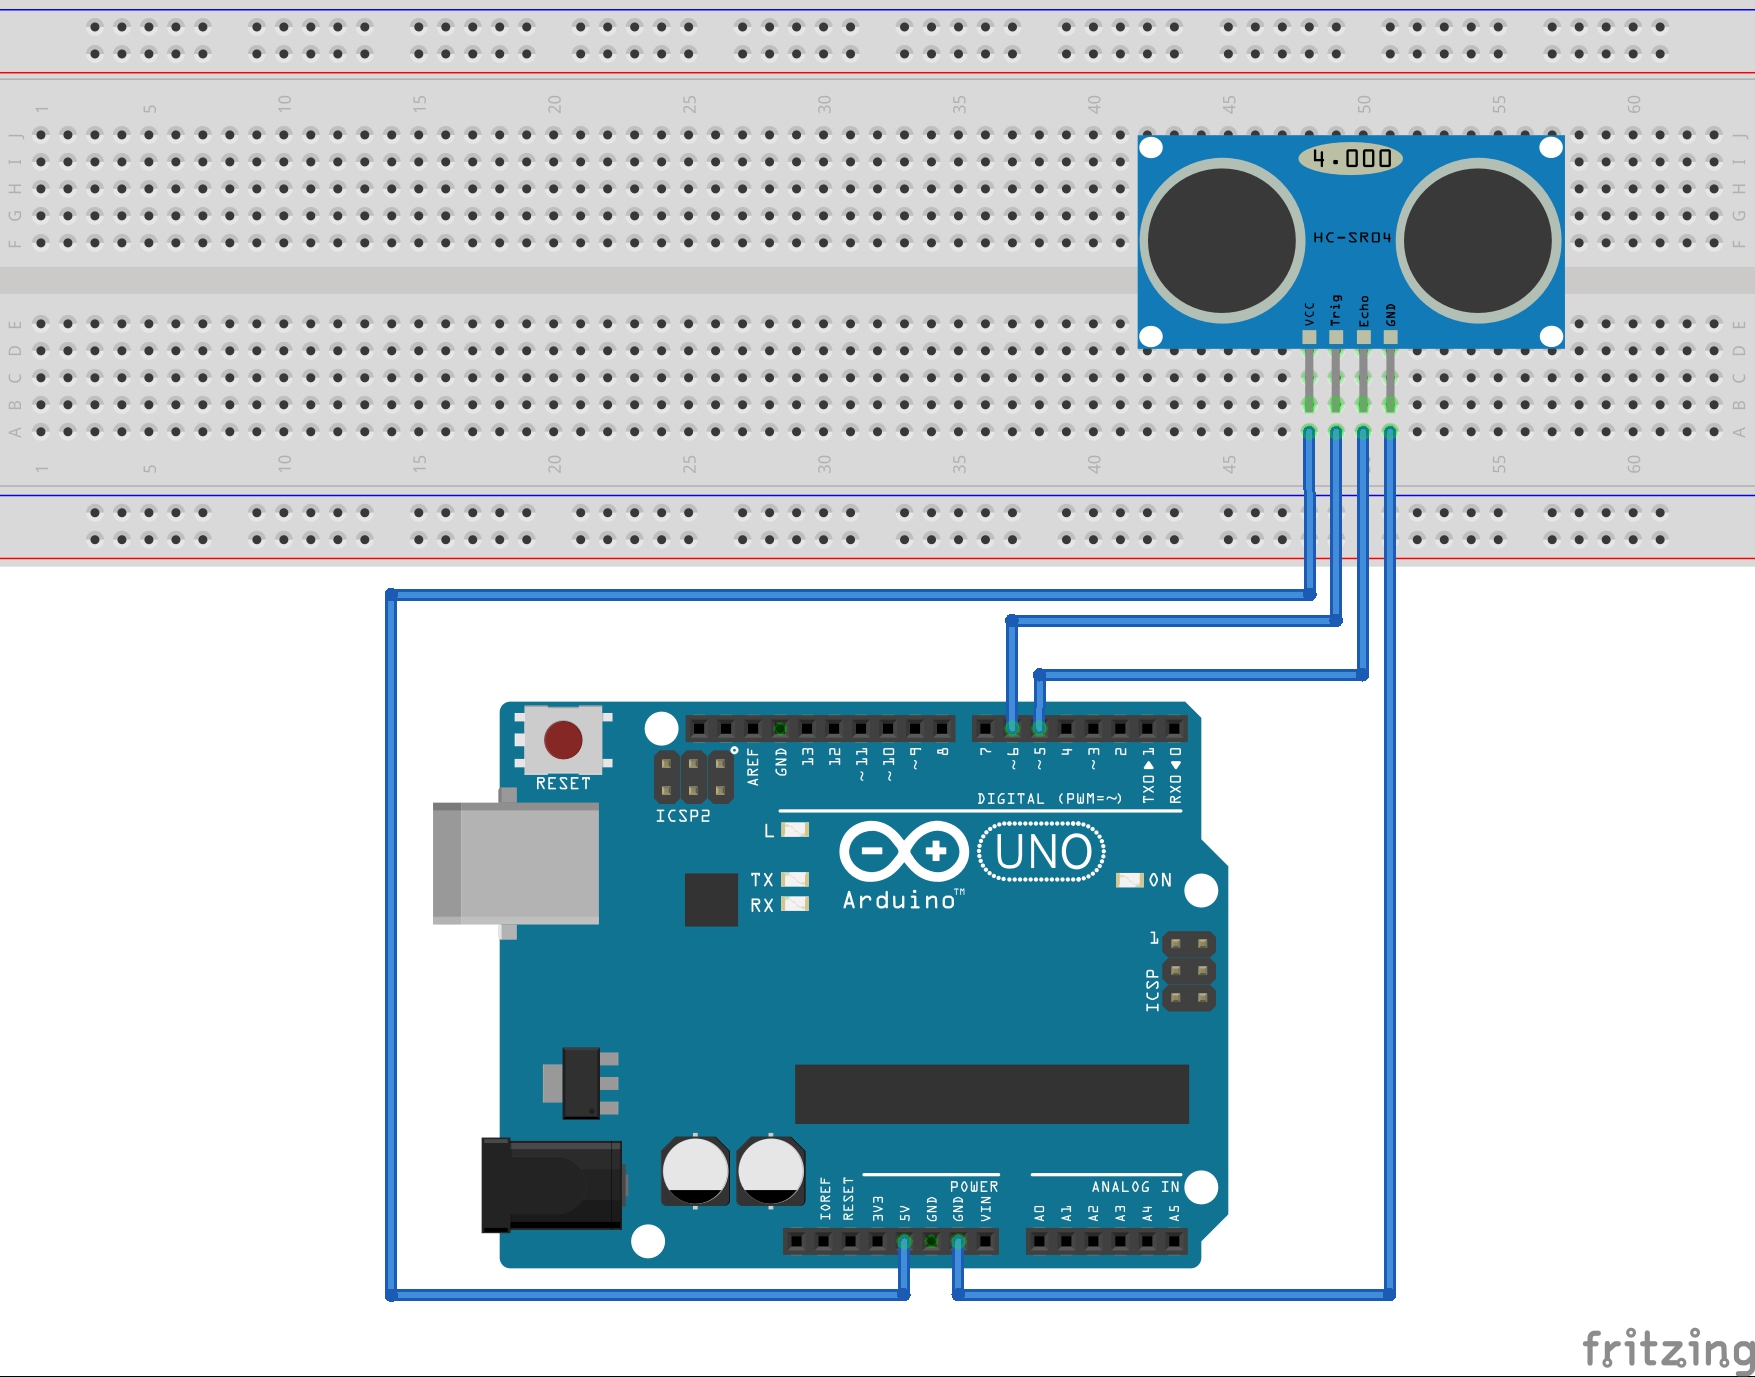 1 5 10 15 20 25 30 35 40 45 50 55 60
J J
I I
H H
G G
F F
4.000
HC-SR04
VCC Trig Echo GND
E E
D D
C C
B B
A A
1 5 10 15 20 25 30 35 40 45 55 60
RESET
AREF GND 13 12 ~11 ~10 ~9 8 7 ~6 ~5 4 ~3 2 TX0▶1 RX0◀0
ICSP2
DIGITAL (PWM=~)
L
UNO
TX
RX
Arduino™
ON
1
ICSP
POWER
ANALOG IN
IOREF RESET 3V3 5V GND GND VIN A0 A1 A2 A3 A4 A5
fritzing